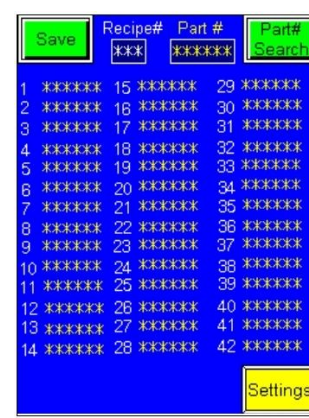 Save Recipe# Part # Part# Search
*** ******
1 ****** 15 ****** 29 ******
2 ****** 16 ****** 30 ******
3 ****** 17 ****** 31 ******
4 ****** 18 ****** 32 ******
5 ****** 19 ****** 33 ******
6 ****** 20 ****** 34 ******
7 ****** 21 ****** 35 ******
8 ****** 22 ****** 36 ******
9 ****** 23 ****** 37 ******
10 ****** 24 ****** 38 ******
11 ****** 25 ****** 39 ******
12 ****** 26 ****** 40 ******
13 ****** 27 ****** 41 ******
14 ****** 28 ****** 42 ******
Settings